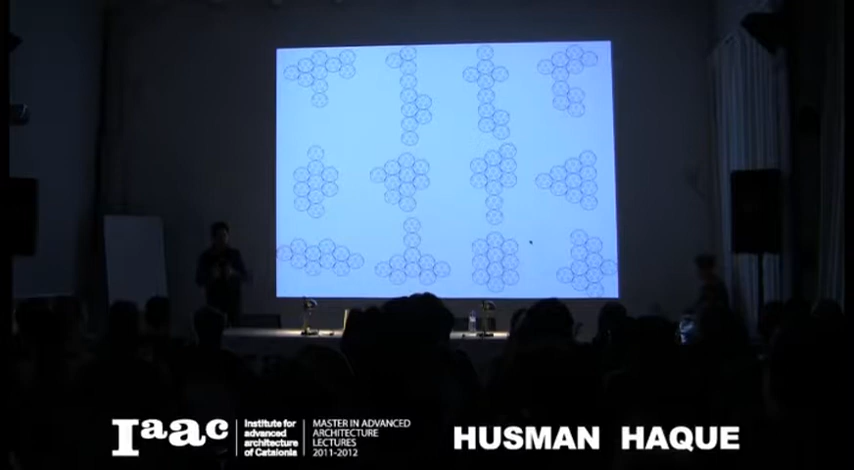 Iaac
Institute for
advanced
architecture
of Catalonia
MASTER IN ADVANCED
ARCHITECTURE
LECTURES
2011-2012
HUSMAN HAQUE